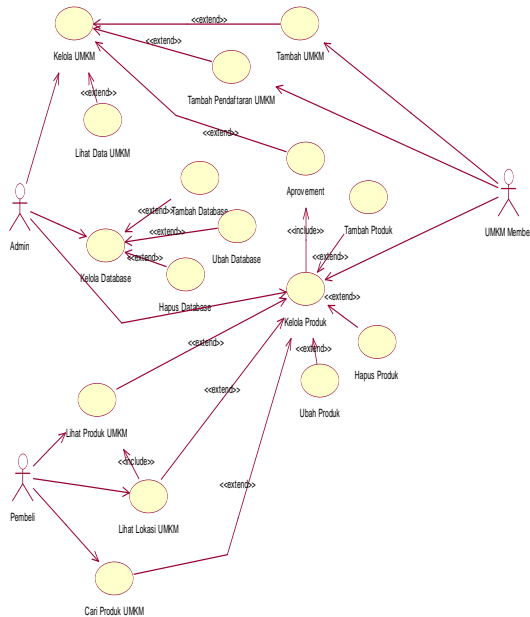 <<extend>>
Kelola UMKM
<<extend>>
Tambah UMKM
<<extend>>
Tambah Pendaftaran UMKM
<<extend>>
Lihat Data UMKM
Aprovement
Admin
<<extend>>
Tambah Database
<<extend>>
Ubah Database
Kelola Database
<<extend>>
Hapus Database
<<include>>
Tambah Produk
UMKM Membe
<<extend>>
<<extend>>
Kelola Produk
<<extend>>
<<extend>>
Hapus Produk
Ubah Produk
<<extend>>
Lihat Produk UMKM
<<include>>
<<extend>>
Pembeli
Lihat Lokasi UMKM
Cari Produk UMKM